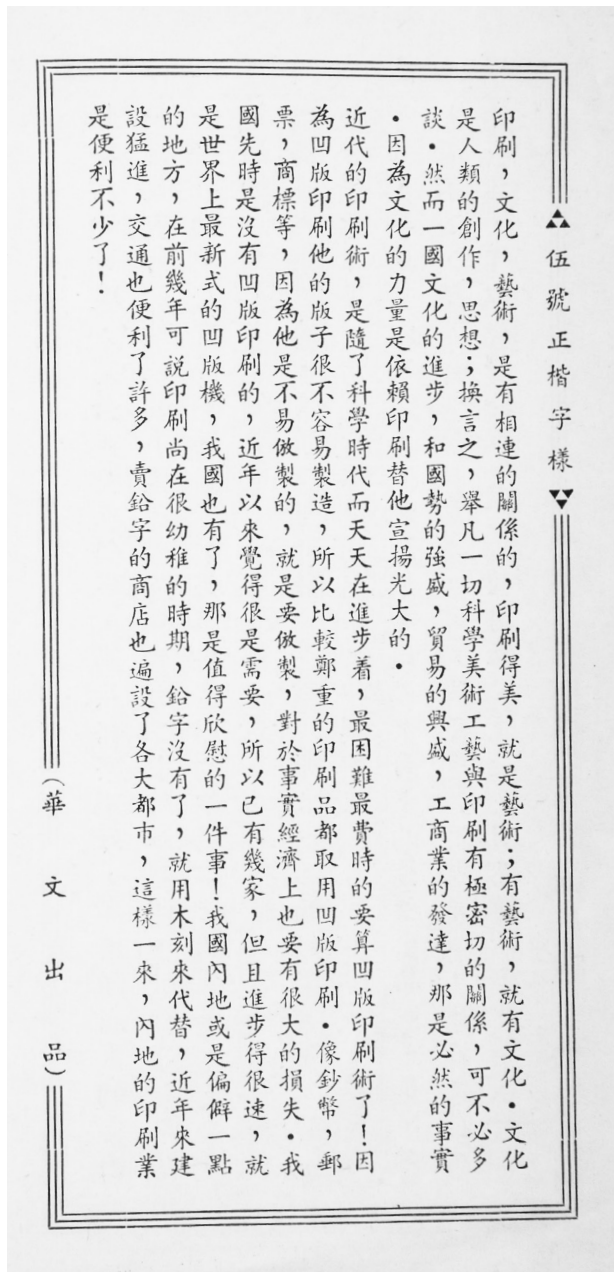 伍號正楷字樣
印刷，文化，藝術，是有相連的關係的，印刷得美，就是藝術；有藝術，就有文化．文化
是人類的創作，思想；換言之，舉凡一切科學美術工藝與印刷有極密切的關係，可不必多
談．然而一國文化的進步，和國勢的強盛，貿易的興盛，工商業的發達，那是必然的事實
．因為文化的力量是依賴印刷替他宣揚光大的．
近代的印刷術，是隨了科學時代而天天在進步着，最困難最費時的要算凹版印刷術了！因
為凹版印刷他的版子很不容易製造，所以比較鄭重的印刷品都取用凹版印刷．像鈔幣，郵
票，商標等，因為他是不易倣製的，就是要倣製，對於事實經濟上也要有很大的損失．我
國先時是沒有凹版印刷的，近年以來覺得很是需要，所以已有幾家，但且進步得很速，就
是世界上最新式的凹版機，我國也有了，那是值得欣慰的一件事！我國內地或是偏僻一點
的地方，在前幾年可說印刷尚在很幼稚的時期，鉛字沒有了，就用木刻來代替，近年來建
設猛進，交通也便利了許多，賣鉛字的商店也遍設了各大都市，這樣一來，內地的印刷業
是便利不少了！
（華文出品）